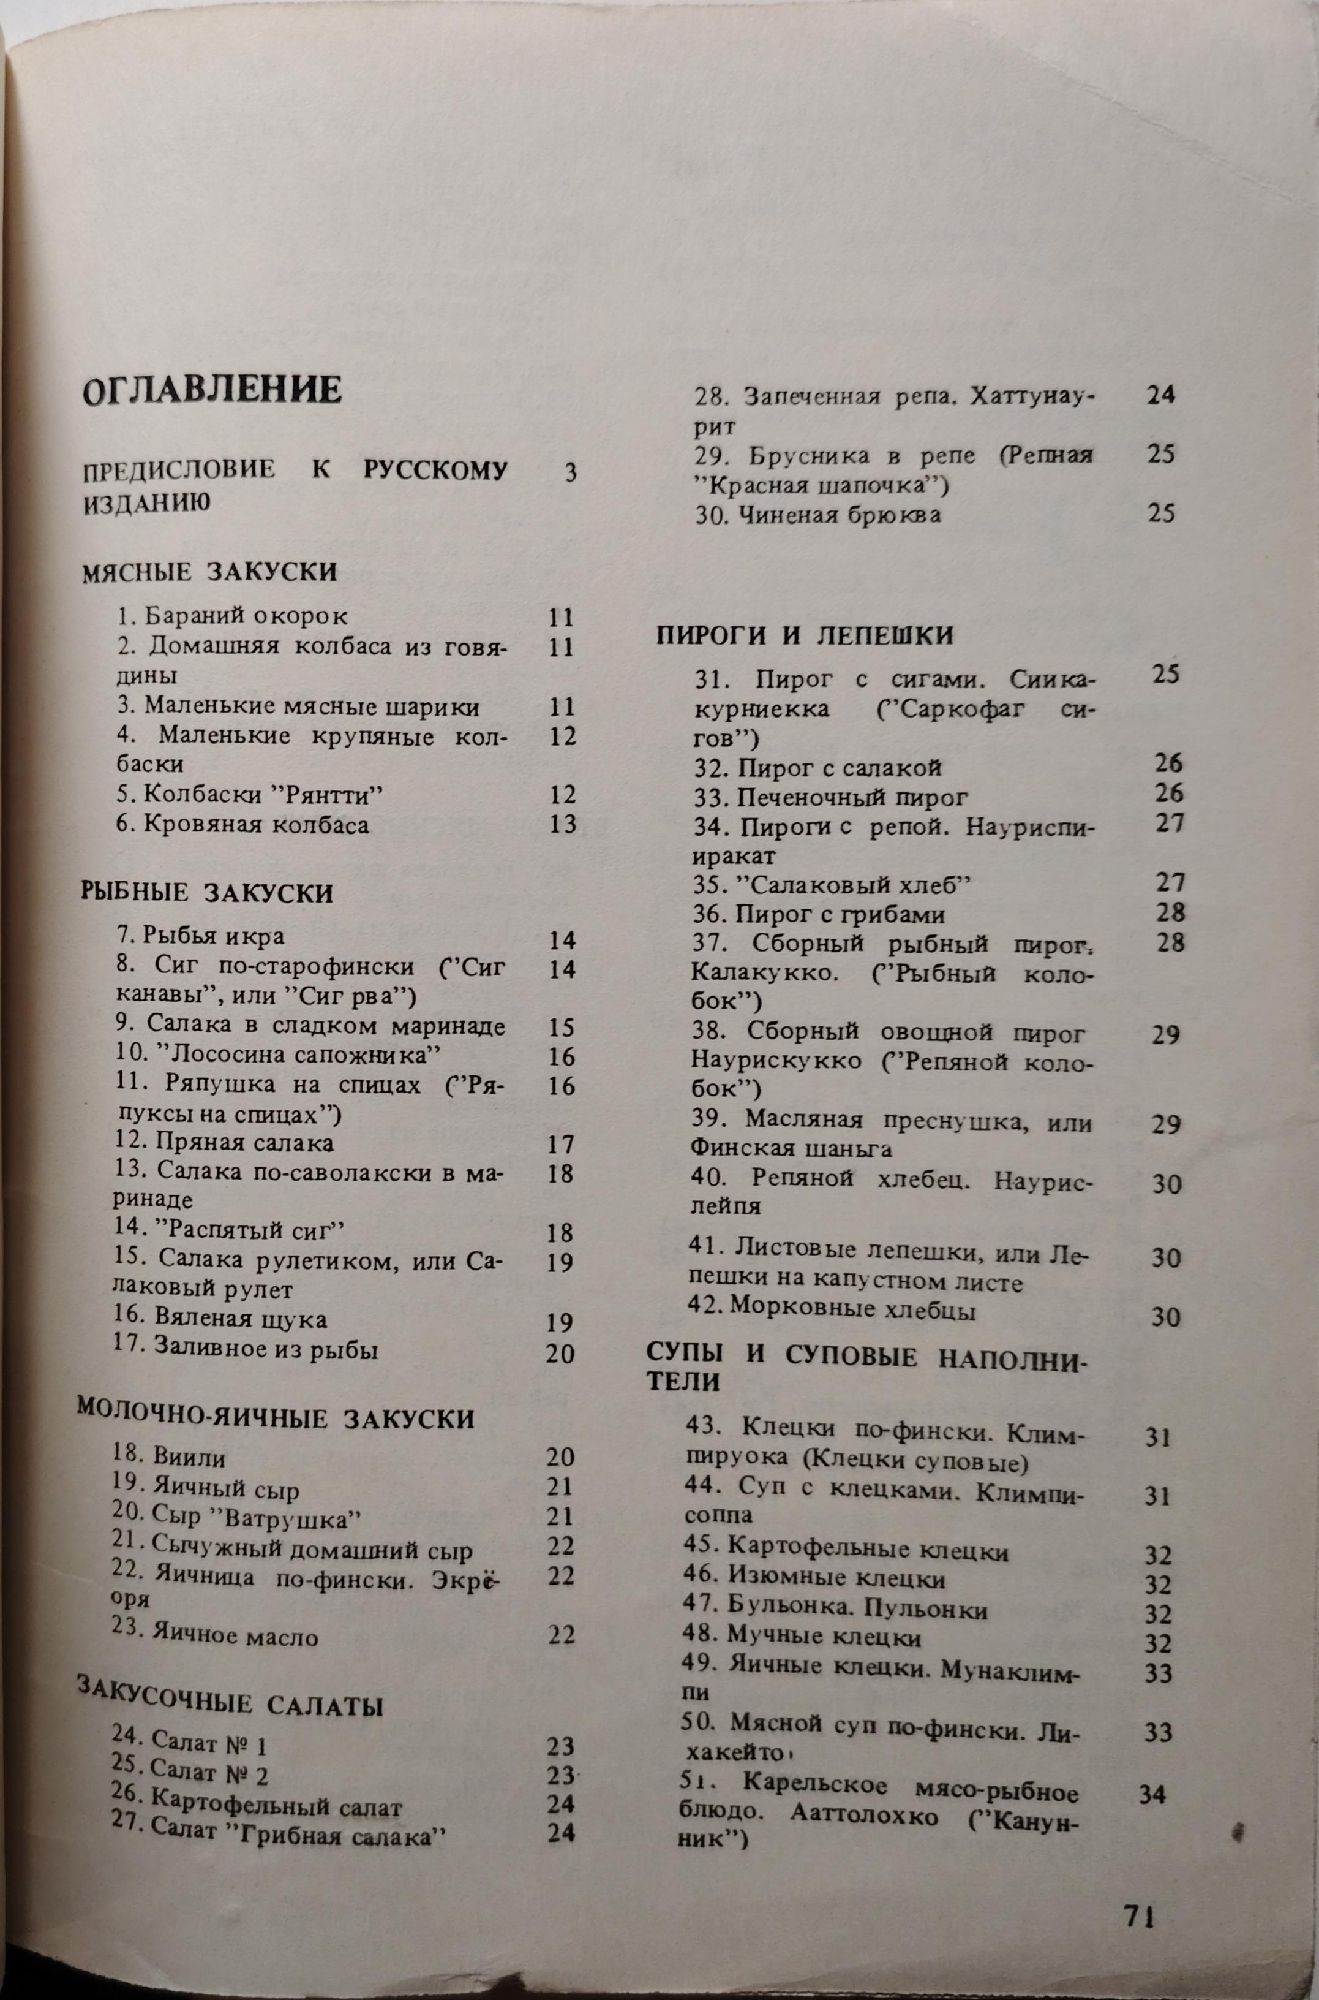 ОГЛАВЛЕНИЕ
ПРЕДИСЛОВИЕ К РУССКОМУ 3
ИЗДАНИЮ
МЯСНЫЕ ЗАКУСКИ
1. Бараний окорок 11
2. Домашняя колбаса из говя- 11
дины
3. Маленькие мясные шарики 11
4. Маленькие крупяные кол- 12
баски
5. Колбаски "Рянтти" 12
6. Кровяная колбаса 13
РЫБНЫЕ ЗАКУСКИ
7. Рыбья икра 14
8. Сиг по-старофински ("Сиг 14
канавы", или "Сиг рва")
9. Салака в сладком маринаде 15
10. "Лососина сапожника" 16
11. Ряпушка на спицах ("Ря- 16
пуксы на спицах")
12. Пряная салака 17
13. Салака по-саволакски в ма- 18
ринаде
14. "Распятый сиг" 18
15. Салака рулетиком, или Са- 19
лаковый рулет
16. Вяленая щука 19
17. Заливное из рыбы 20
МОЛОЧНО-ЯИЧНЫЕ ЗАКУСКИ
18. Виили 20
19. Яичный сыр 21
20. Сыр "Ватрушка" 21
21. Сычужный домашний сыр 22
22. Яичница по-фински. Экрё- 22
оря
23. Яичное масло 22
ЗАКУСОЧНЫЕ САЛАТЫ
24. Салат № 1 23
25. Салат № 2 23
26. Картофельный салат 24
27. Салат "Грибная салака" 24
28. Запеченная репа. Хаттунау- 24
рит
29. Брусника в репе (Репная 25
"Красная шапочка")
30. Чиненая брюква 25
ПИРОГИ И ЛЕПЕШКИ
31. Пирог с сигами. Сиика- 25
курниекка ("Саркофаг си-
гов")
32. Пирог с салакой 26
33. Печеночный пирог 26
34. Пироги с репой. Науриспи- 27
иракат
35. "Салаковый хлеб" 27
36. Пирог с грибами 28
37. Сборный рыбный пирог. 28
Калакукко. ("Рыбный коло-
бок")
38. Сборный овощной пирог 29
Наурискукко ("Репяной коло-
бок")
39. Масляная преснушка, или 29
Финская шаньга
40. Репяной хлебец. Наурис- 30
лейпя
41. Листовые лепешки, или Ле- 30
пешки на капустном листе
42. Морковные хлебцы 30
СУПЫ И СУПОВЫЕ НАПОЛНИ-
ТЕЛИ
43. Клецки по-фински. Клим- 31
пируока (Клецки суповые)
44. Суп с клецками. Климпи- 31
соппа
45. Картофельные клецки 32
46. Изюмные клецки 32
47. Бульонка. Пульонки 32
48. Мучные клецки 32
49. Яичные клецки. Мунаклим- 33
пи
50. Мясной суп по-фински. Ли- 33
хакейто
51. Карельское мясо-рыбное 34
блюдо. Ааттолохко ("Канун-
ник")
71